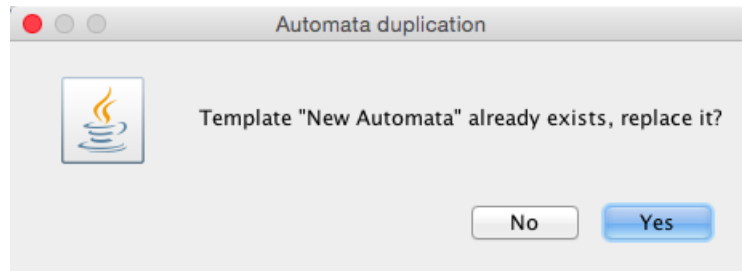 Automata duplication
Template "New Automata" already exists, replace it?
No Yes